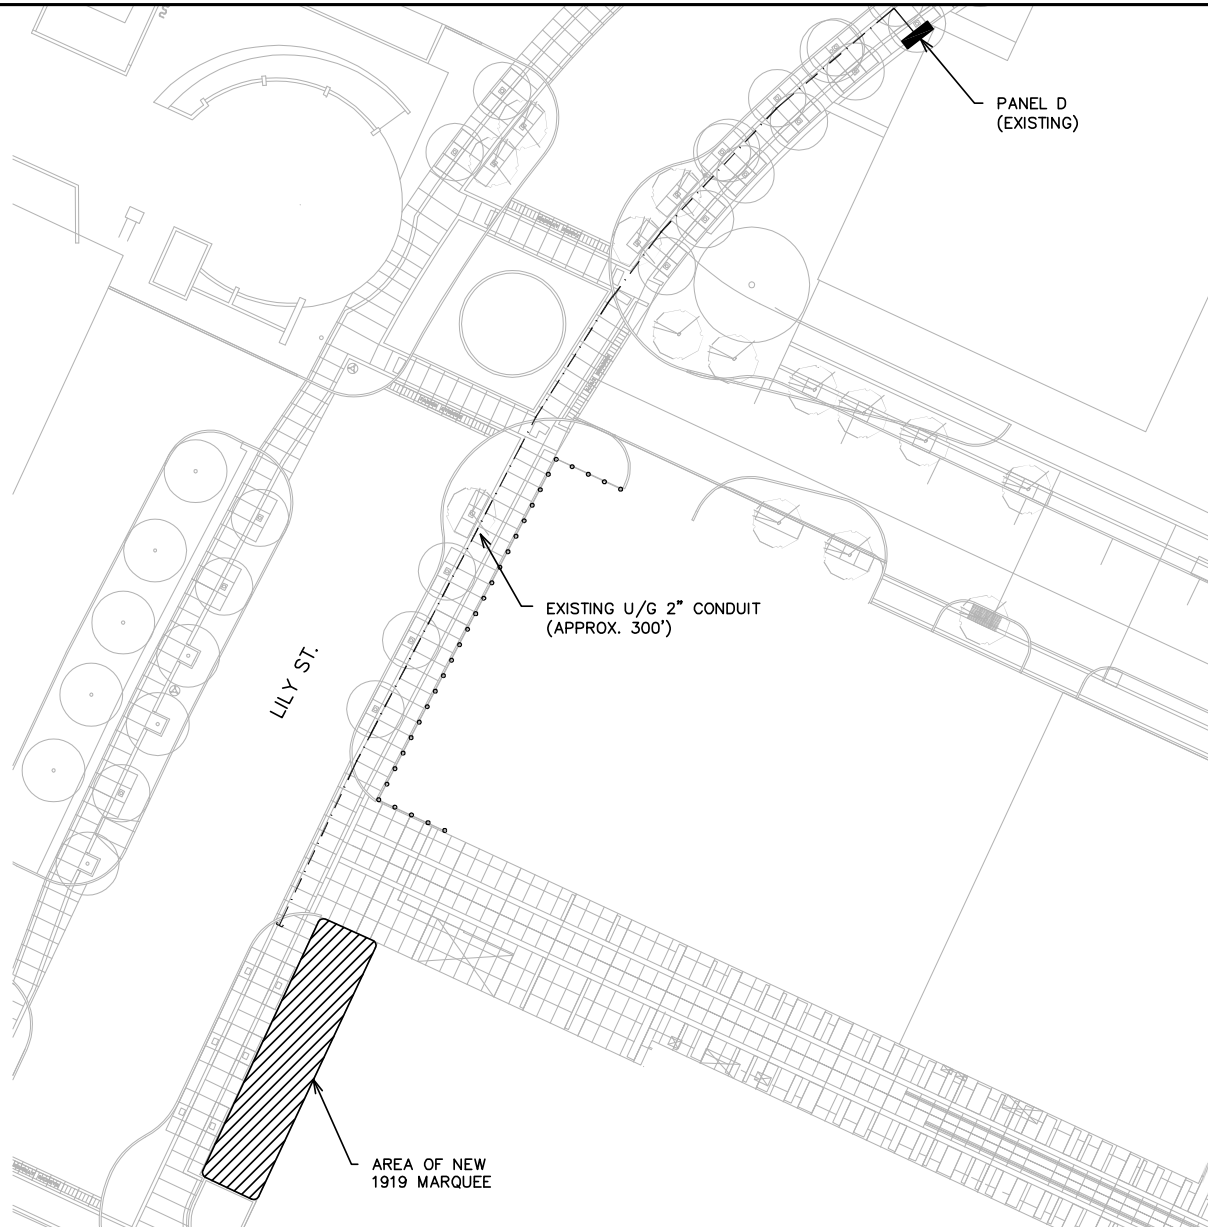 PANEL D
(EXISTING)
EXISTING U/G 2" CONDUIT
(APPROX. 300')
LILY ST.
AREA OF NEW
1919 MARQUEE